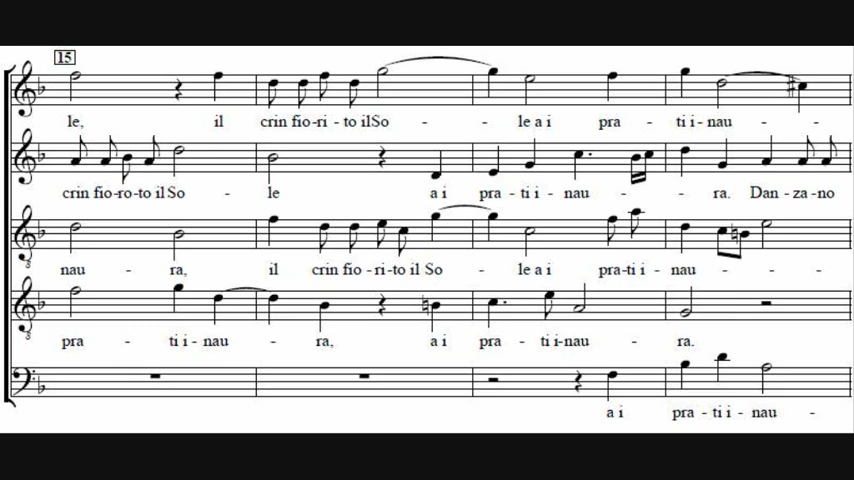 15
le, il crin fio-ri - to il So - - le a i pra - ti i - nau - -
crin fio-ro-to il So - le a i pra - ti i - nau - - ra. Dan - za - no
8
nau - ra, il crin fio - ri - to il So - le a i pra-ti i - nau - - -
8
pra - ti i - nau - ra, a i pra - ti i-nau - ra.
a i pra - ti i - nau -